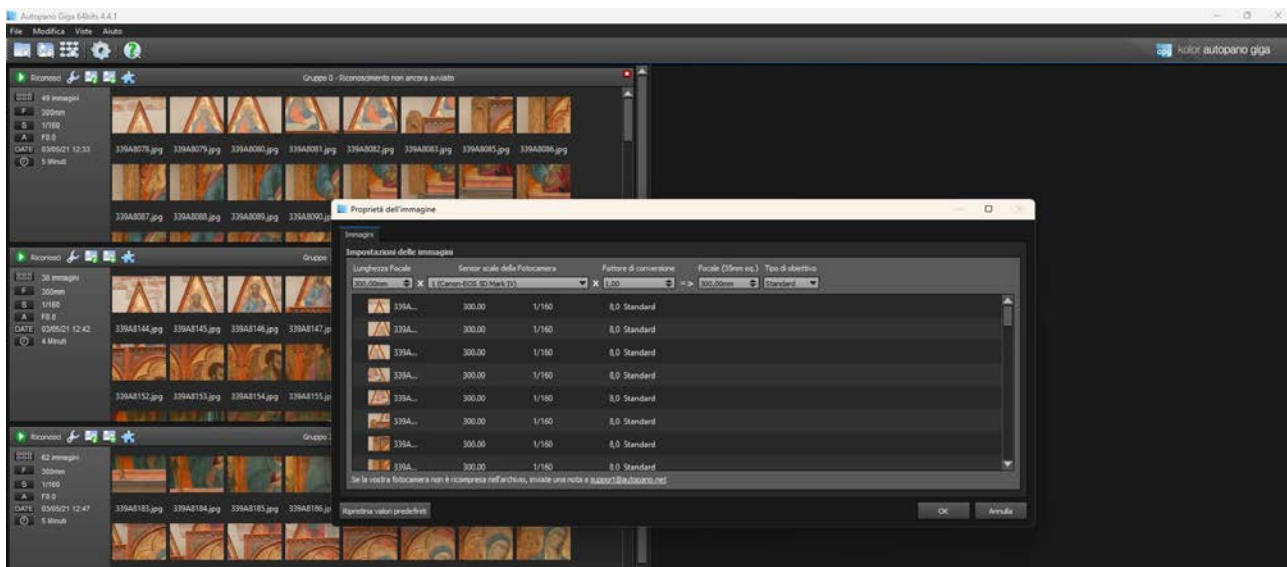 Autopano Giga 64bits 4.4.1
File Modifica Viste Aiuto
kolor autopano giga
Riconosci Gruppo 0 - Riconoscimento non ancora avviato
49 immagini
F 300mm
S 1/160
A F8.0
DATE 03/05/21 12:33
5 Minuti
339A8078.jpg 339A8079.jpg 339A8080.jpg 339A8081.jpg 339A8082.jpg 339A8083.jpg 339A8085.jpg 339A8086.jpg
339A8087.jpg 339A8088.jpg 339A8089.jpg 339A8090.jp
Riconosci Gruppo
38 immagini
F 300mm
S 1/160
A F8.0
DATE 03/05/21 12:42
4 Minuti
339A8144.jpg 339A8145.jpg 339A8146.jpg 339A8147.jp
339A8152.jpg 339A8153.jpg 339A8154.jpg 339A8155.jp
Riconosci Gruppo
62 immagini
F 300mm
S 1/160
A F8.0
DATE 03/05/21 12:47
5 Minuti
339A8183.jpg 339A8184.jpg 339A8185.jpg 339A8186.jp
Proprietà dell'immagine
Immagini
Impostazioni delle immagini
Lunghezza Focale Sensor scale della Fotocamera Fattore di conversione Focale (35mm eq.) Tipo di obiettivo
300,00mm X 1 (Canon-EOS 5D Mark IV) X 1,00 => 300,00mm Standard
339A... 300.00 1/160 8,0 Standard
339A... 300.00 1/160 8,0 Standard
339A... 300.00 1/160 8,0 Standard
339A... 300.00 1/160 8,0 Standard
339A... 300.00 1/160 8,0 Standard
339A... 300.00 1/160 8,0 Standard
339A... 300.00 1/160 8,0 Standard
339A... 300.00 1/160 8,0 Standard
Se la vostra fotocamera non è ricompresa nell'archivio, inviate una nota a support@autopano.net
Ripristina valori predefiniti OK Annulla